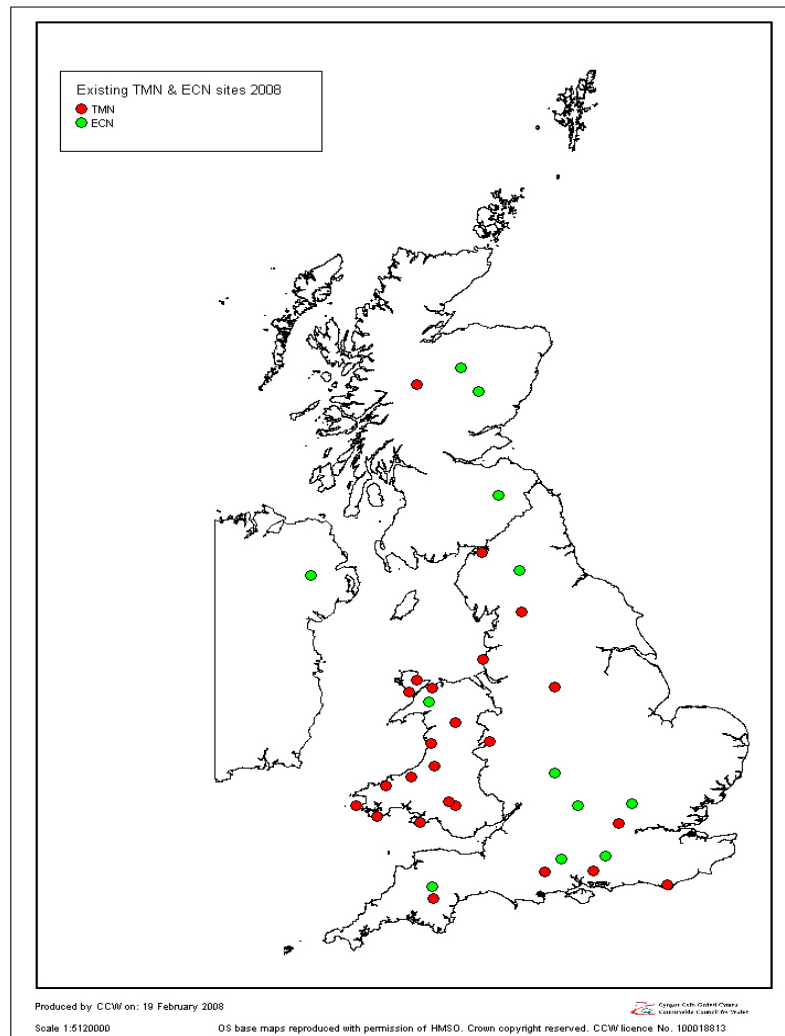 Existing TMN & ECN sites 2008
TMN
ECN
Produced by CCW on: 19 February 2008
Cyngor Cefn Gwlad Cymru
Countryside Council for Wales
Scale 1:5120000
OS base maps reproduced with permission of HMSO. Crown copyright reserved. CCW licence No. 100018813